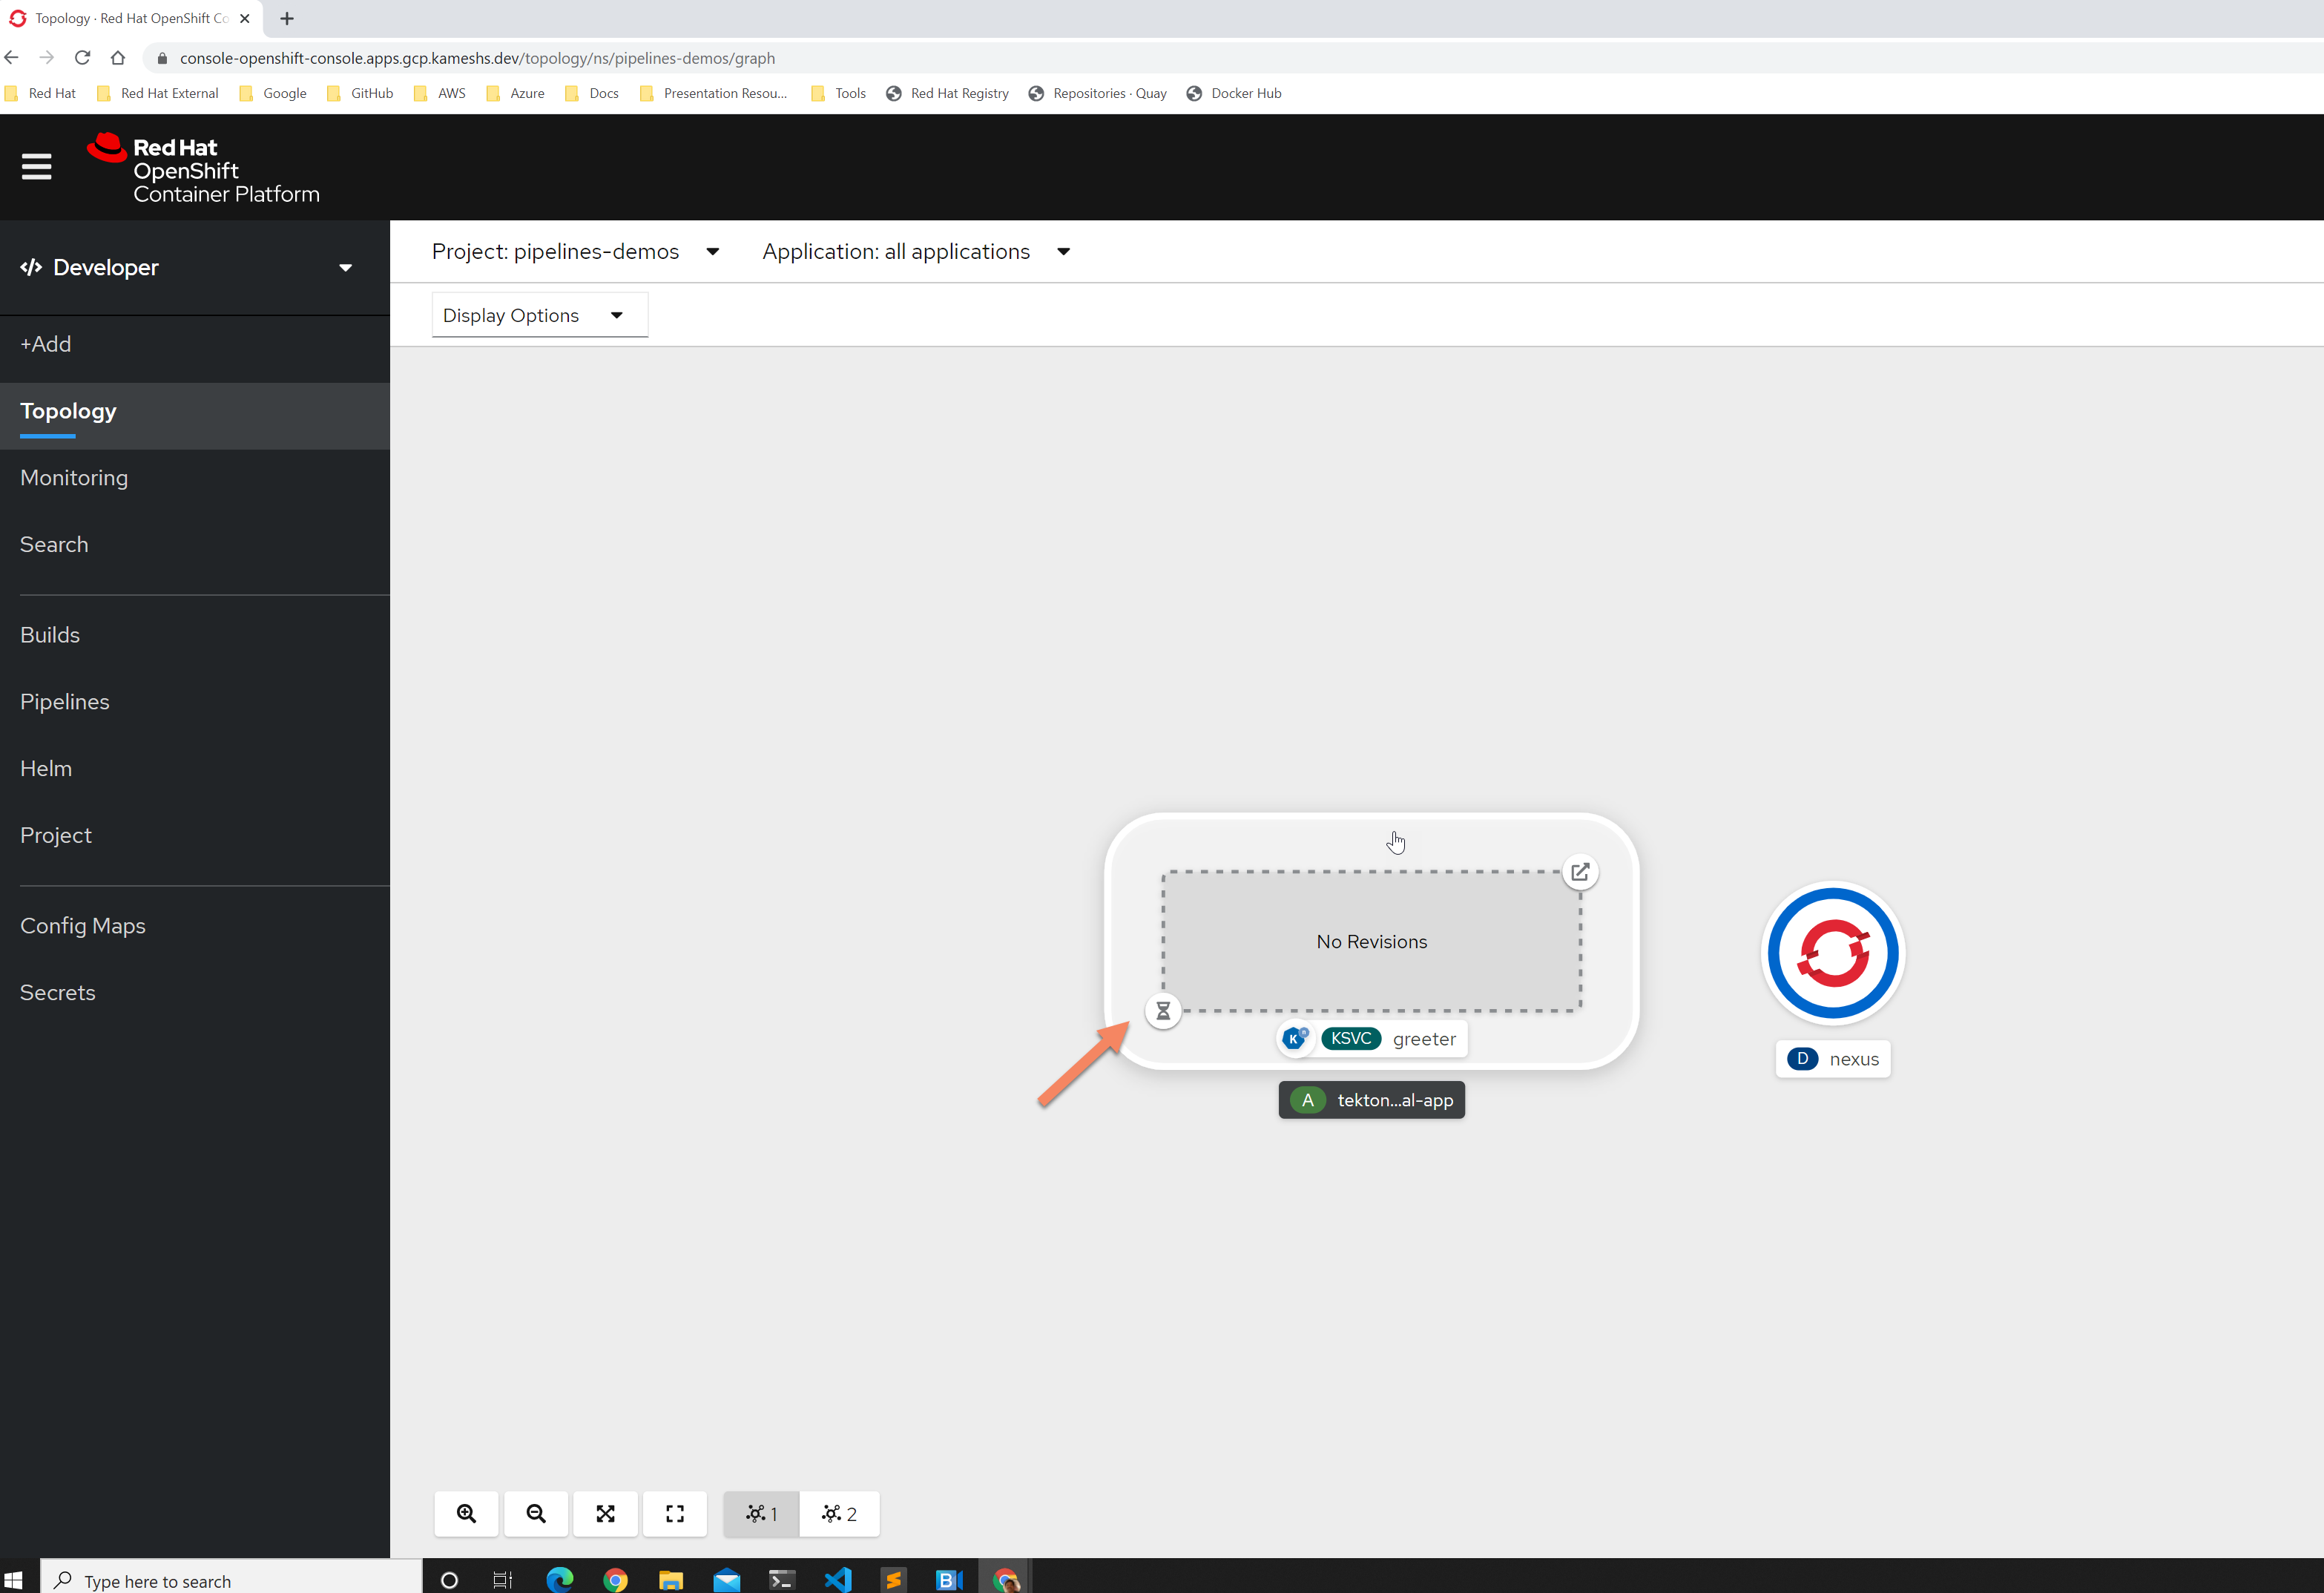 Topology · Red Hat OpenShift Co
console-openshift-console.apps.gcp.kameshs.dev/topology/ns/pipelines-demos/graph
Red Hat
Red Hat External
Google
GitHub
AWS
Azure
Docs
Presentation Resou...
Tools
Red Hat Registry
Repositories · Quay
Docker Hub
Red Hat
OpenShift
Container Platform
Developer
+Add
Topology
Monitoring
Search
Builds
Pipelines
Helm
Project
Config Maps
Secrets
Project: pipelines-demos
Application: all applications
Display Options
No Revisions
K
KSVC
greeter
A
tekton...al-app
D
nexus
1
2
Type here to search